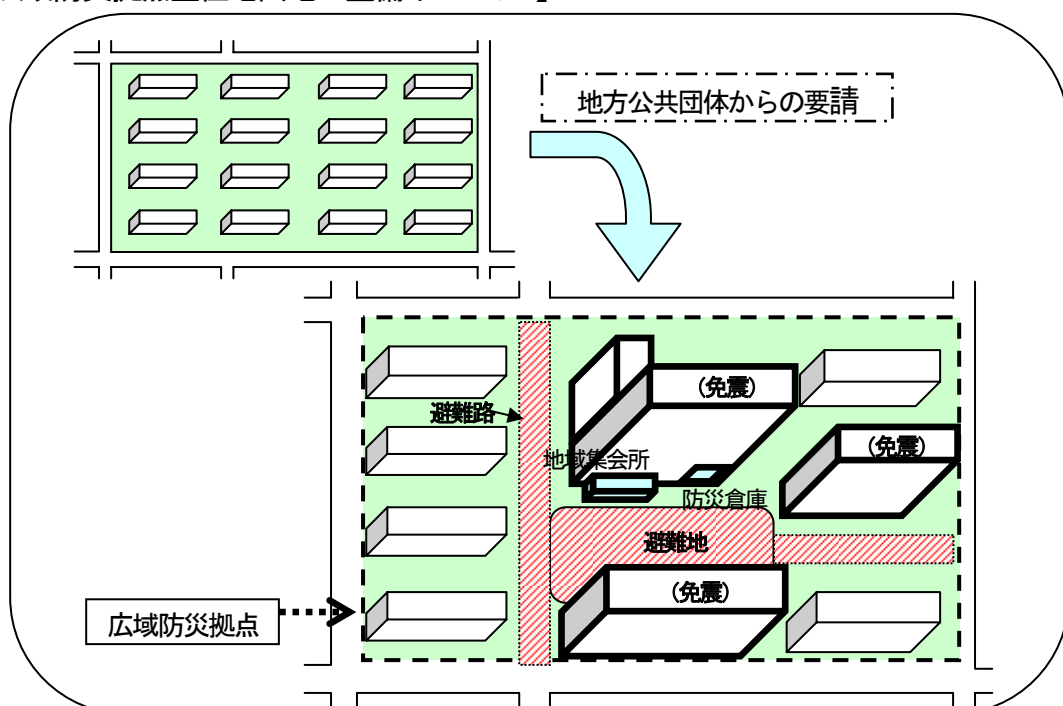 地方公共団体からの要請
(免震)
避難路
(免震)
地域集会所
防災倉庫
避難地
(免震)
広域防災拠点